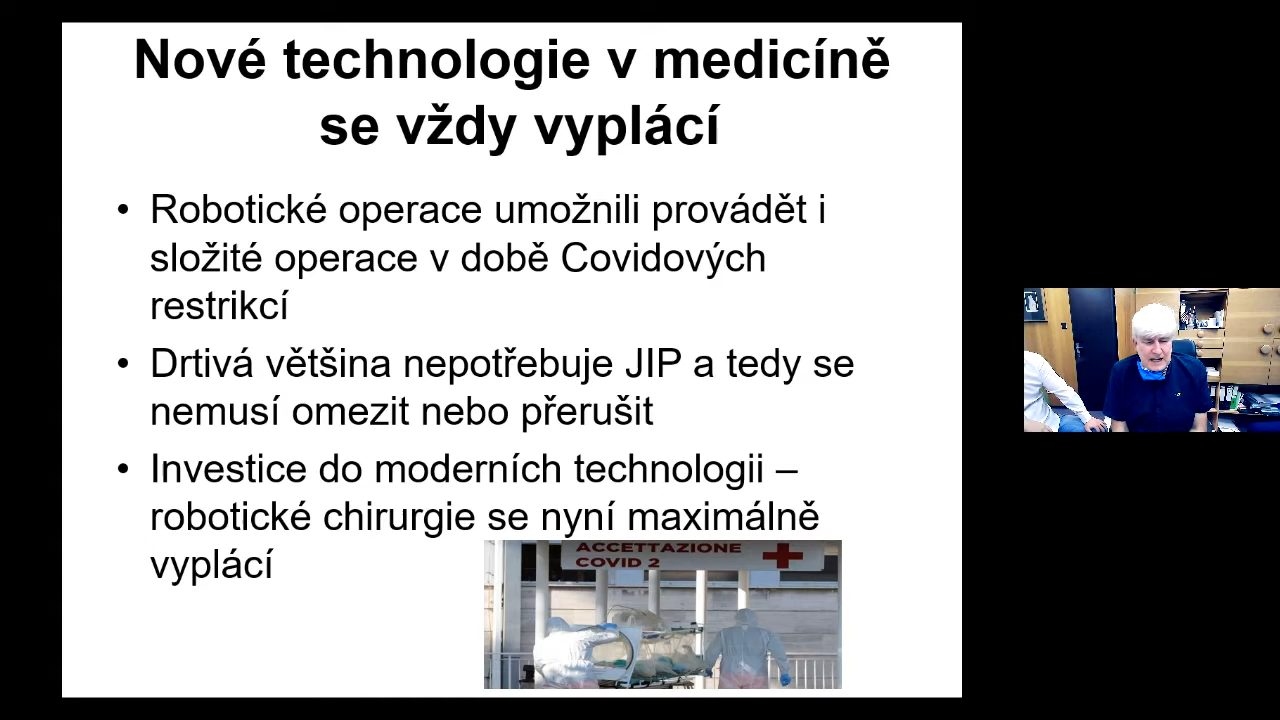 Nové technologie v medicíně
se vždy vyplácí
• Robotické operace umožnili provádět i
složité operace v době Covidových
restrikcí
• Drtivá většina nepotřebuje JIP a tedy se
nemusí omezit nebo přerušit
• Investice do moderních technologii –
robotické chirurgie se nyní maximálně
vyplácí
ACCETTAZIONE
COVID 2